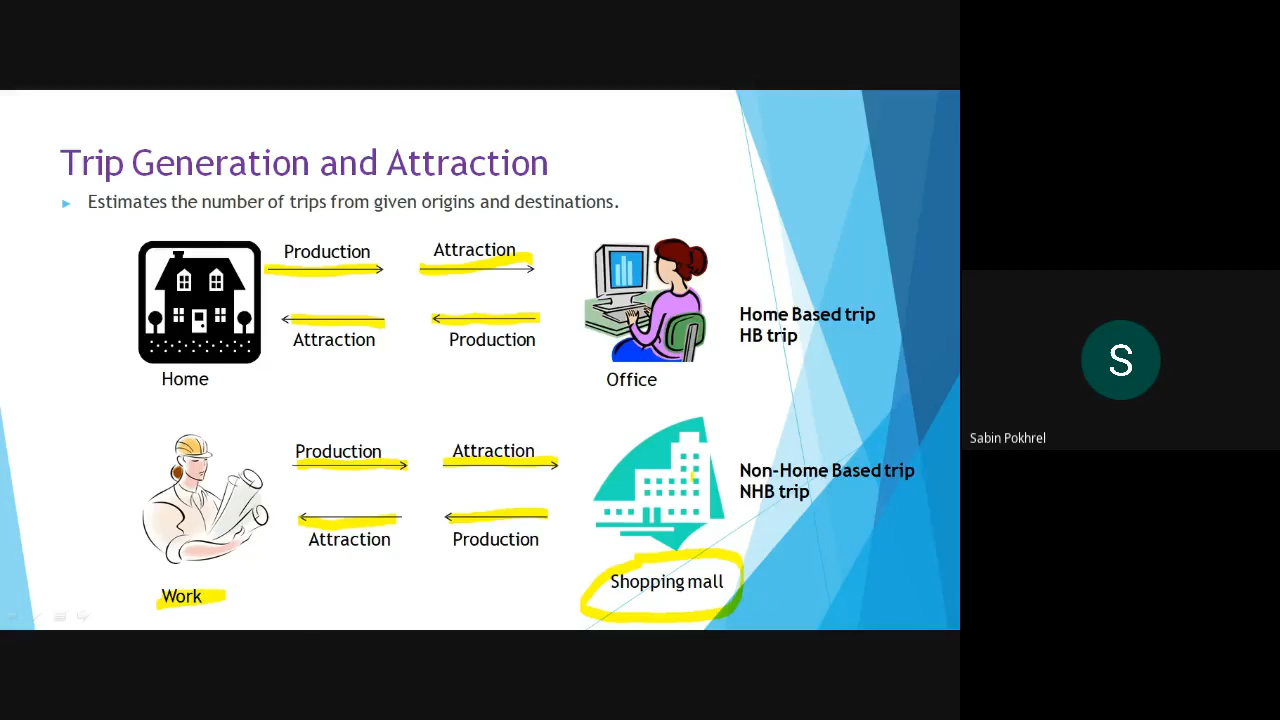 Trip Generation and Attraction
Estimates the number of trips from given origins and destinations.
Production
Attraction
Attraction
Production
Home
Office
Home Based trip
HB trip
Production
Attraction
Attraction
Production
Work
Shopping mall
Non-Home Based trip
NHB trip
S
Sabin Pokhrel